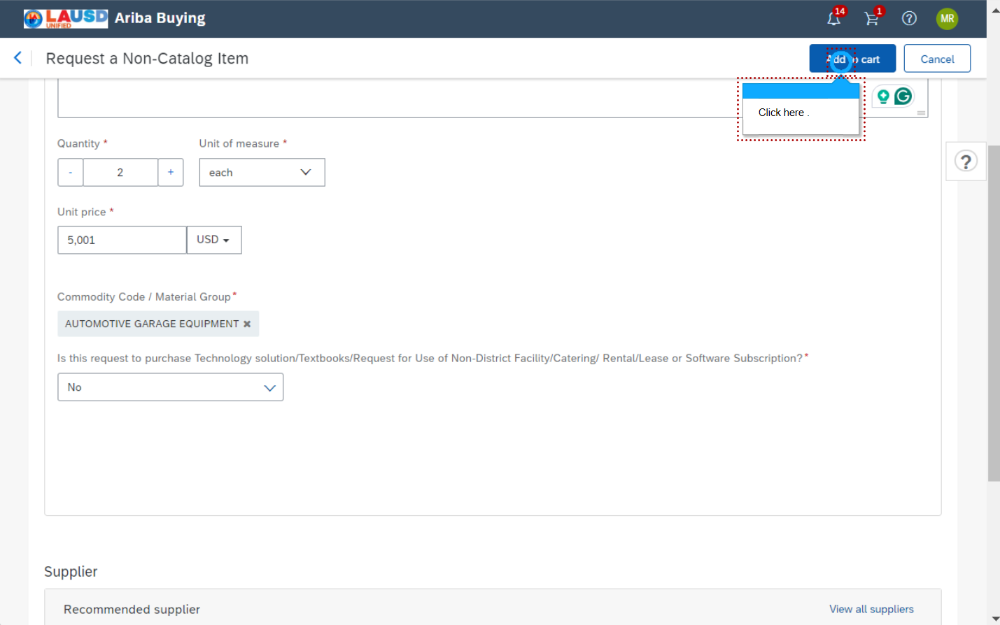 LAUSD
UNIFIED
Ariba Buying
14
1
MR
Request a Non-Catalog Item
Add to cart
Cancel
Click here .
Quantity *
Unit of measure *
- 2 +
each
?
Unit price *
5,001
USD
Commodity Code / Material Group*
AUTOMOTIVE GARAGE EQUIPMENT ✖
Is this request to purchase Technology solution/Textbooks/Request for Use of Non-District Facility/Catering/ Rental/Lease or Software Subscription?*
No
Supplier
Recommended supplier
View all suppliers